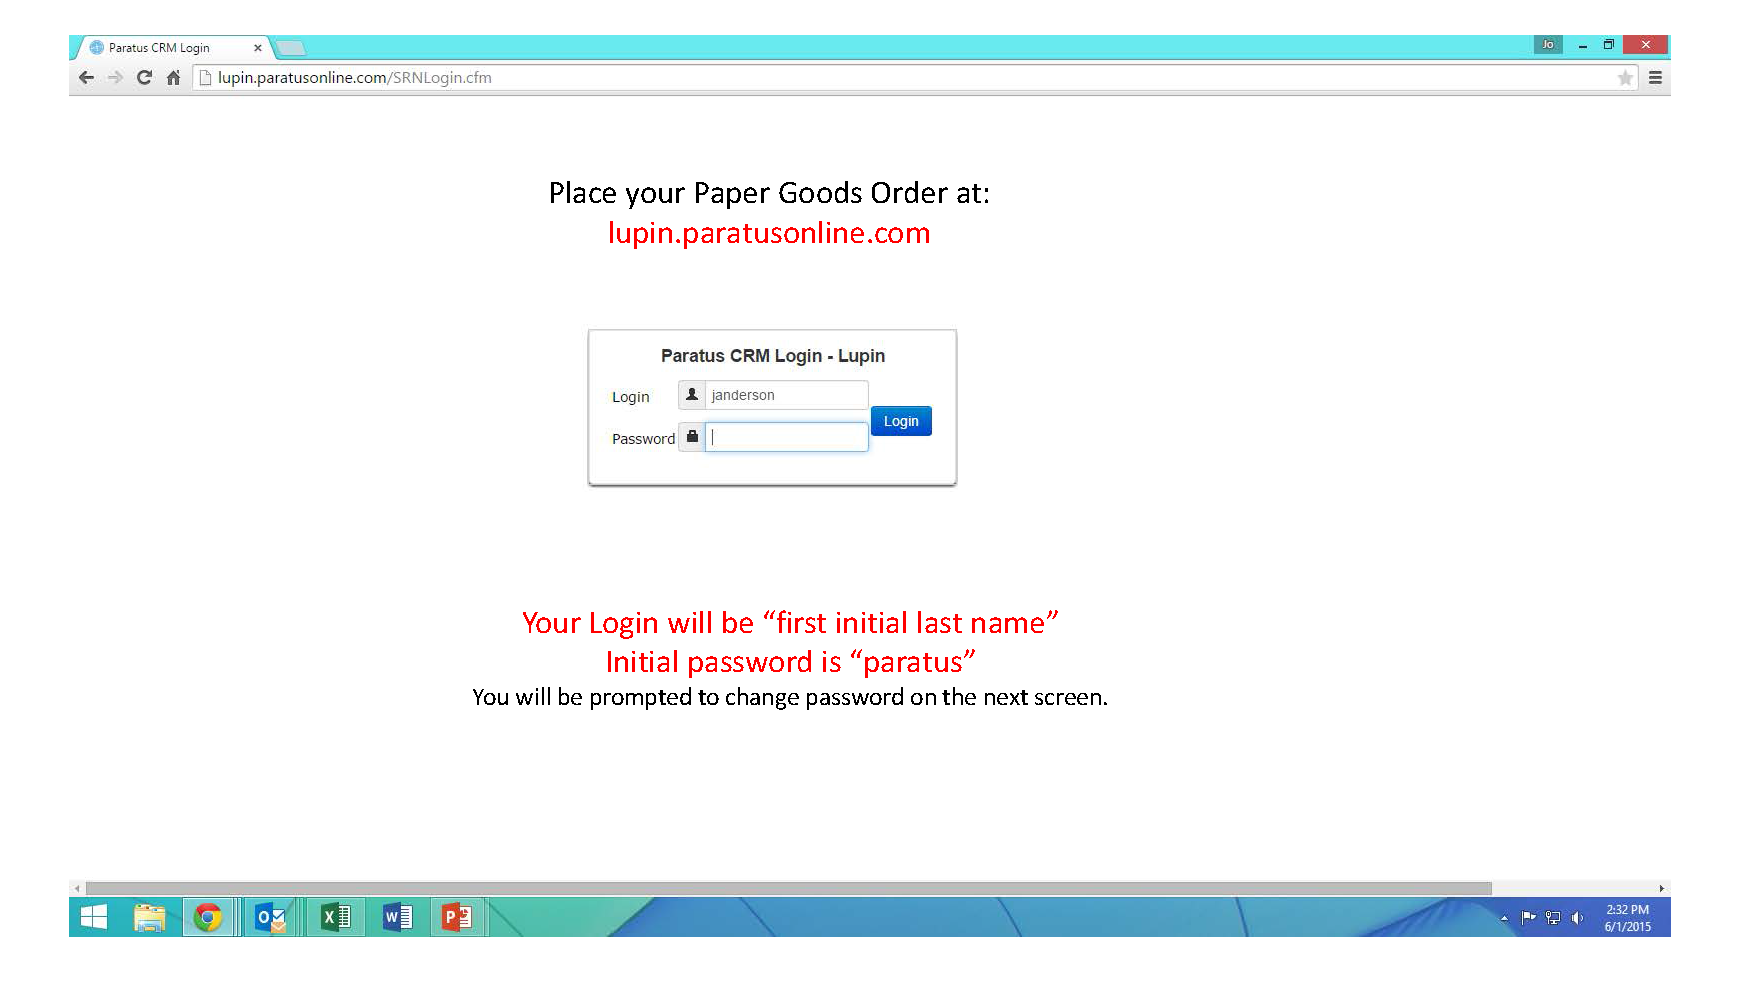 Paratus CRM Login
Jo
lupin.paratusonline.com/SRNLogin.cfm
Place your Paper Goods Order at:
lupin.paratusonline.com
Paratus CRM Login - Lupin
Login janderson
Login
Password
Your Login will be “first initial last name”
Initial password is “paratus”
You will be prompted to change password on the next screen.
2:32 PM
6/1/2015